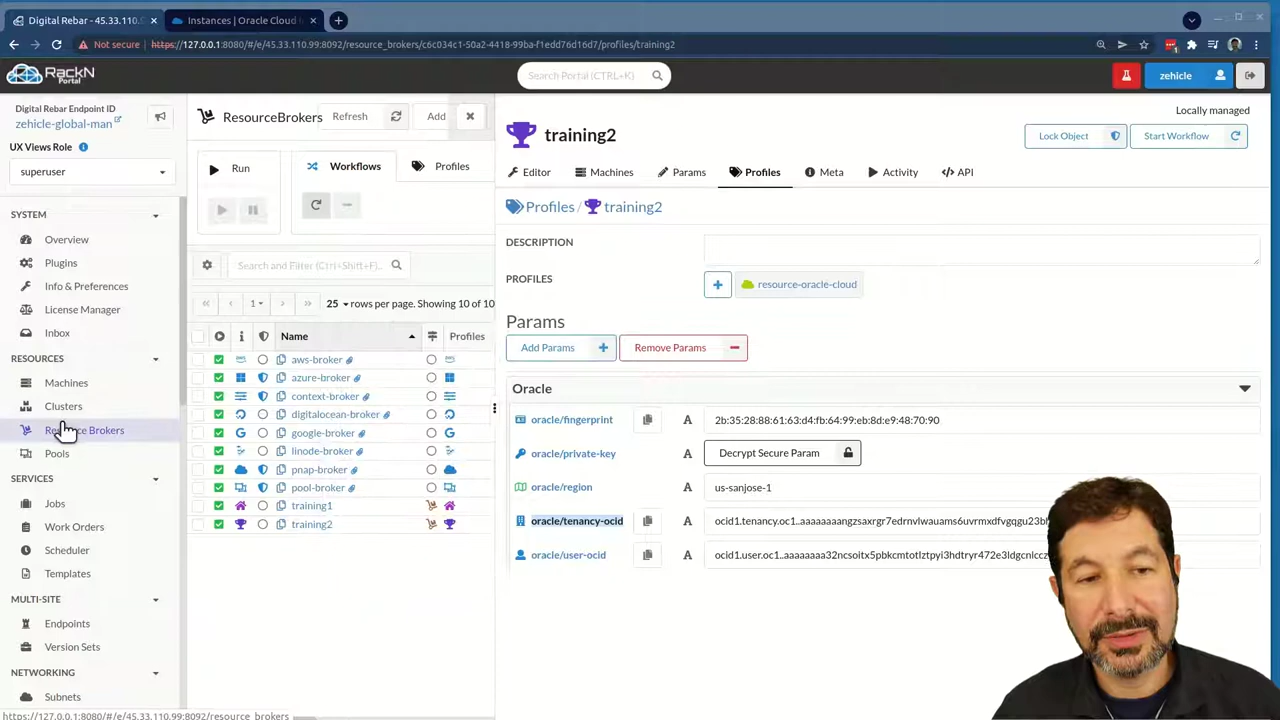 Digital Rebar - 45.33.110.
Instances | Oracle Cloud
Not secure
https://127.0.0.1:8080/#/e/45.33.110.99:8092/resource_brokers/c6c034c1-50a2-4418-99ba-f1edd76d16d7/profiles/training2
RackN
Portal
Search Portal (CTRL+K)
zehicle
Digital Rebar Endpoint ID
zehicle-global-man
UX Views Role
superuser
SYSTEM
Overview
Plugins
Info & Preferences
License Manager
Inbox
RESOURCES
Machines
Clusters
Resource Brokers
Pools
SERVICES
Jobs
Work Orders
Scheduler
Templates
MULTI-SITE
Endpoints
Version Sets
NETWORKING
Subnets
https://127.0.0.1:8080/#/e/45.33.110.99:8092/resource_brokers
ResourceBrokers
Refresh
Add
Run
Workflows
Profiles
Search and Filter (Ctrl+Shift+F)
1
25 rows per page. Showing 10 of 10
Name
Profiles
aws-broker
azure-broker
context-broker
digitalocean-broker
google-broker
linode-broker
pnap-broker
pool-broker
training1
training2
Locally managed
training2
Lock Object
Start Workflow
Editor
Machines
Params
Profiles
Meta
Activity
API
Profiles / training2
DESCRIPTION
PROFILES
resource-oracle-cloud
Params
Add Params
Remove Params
Oracle
oracle/fingerprint
2b:35:28:88:61:63:d4:fb:64:99:eb:8d:e9:48:70:90
oracle/private-key
Decrypt Secure Param
oracle/region
us-sanjose-1
oracle/tenancy-ocid
oracle/user-ocid